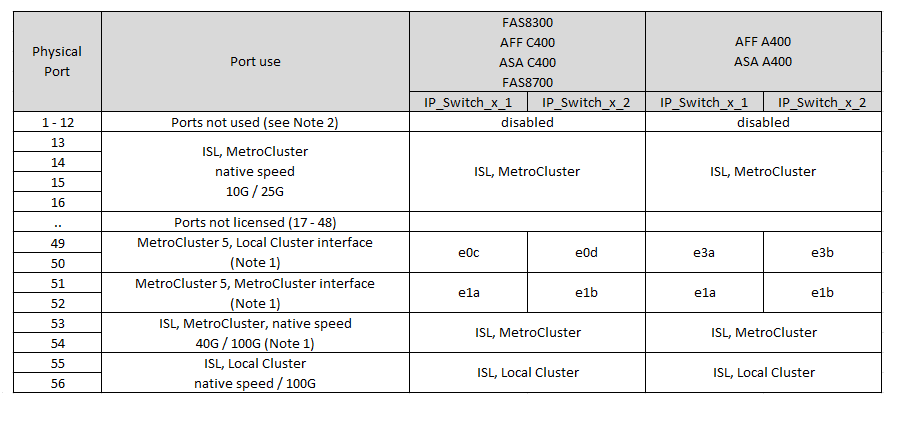 Physical
Port
Port use
FAS8300
AFF C400
ASA C400
FAS8700
AFF A400
ASA A400
IP_Switch_x_1
IP_Switch_x_2
IP_Switch_x_1
IP_Switch_x_2
1 - 12
Ports not used (see Note 2)
disabled
disabled
13
14
15
16
ISL, MetroCluster
native speed
10G / 25G
ISL, MetroCluster
ISL, MetroCluster
..
Ports not licensed (17 - 48)
49
50
MetroCluster 5, Local Cluster interface
(Note 1)
e0c
e0d
e3a
e3b
51
52
MetroCluster 5, MetroCluster interface
(Note 1)
e1a
e1b
e1a
e1b
53
54
ISL, MetroCluster, native speed
40G / 100G (Note 1)
ISL, MetroCluster
ISL, MetroCluster
55
56
ISL, Local Cluster
native speed / 100G
ISL, Local Cluster
ISL, Local Cluster